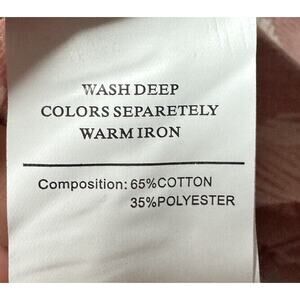 WASH DEEP
COLORS SEPARETELY
WARM IRON
Composition: 65%COTTON
35%POLYESTER